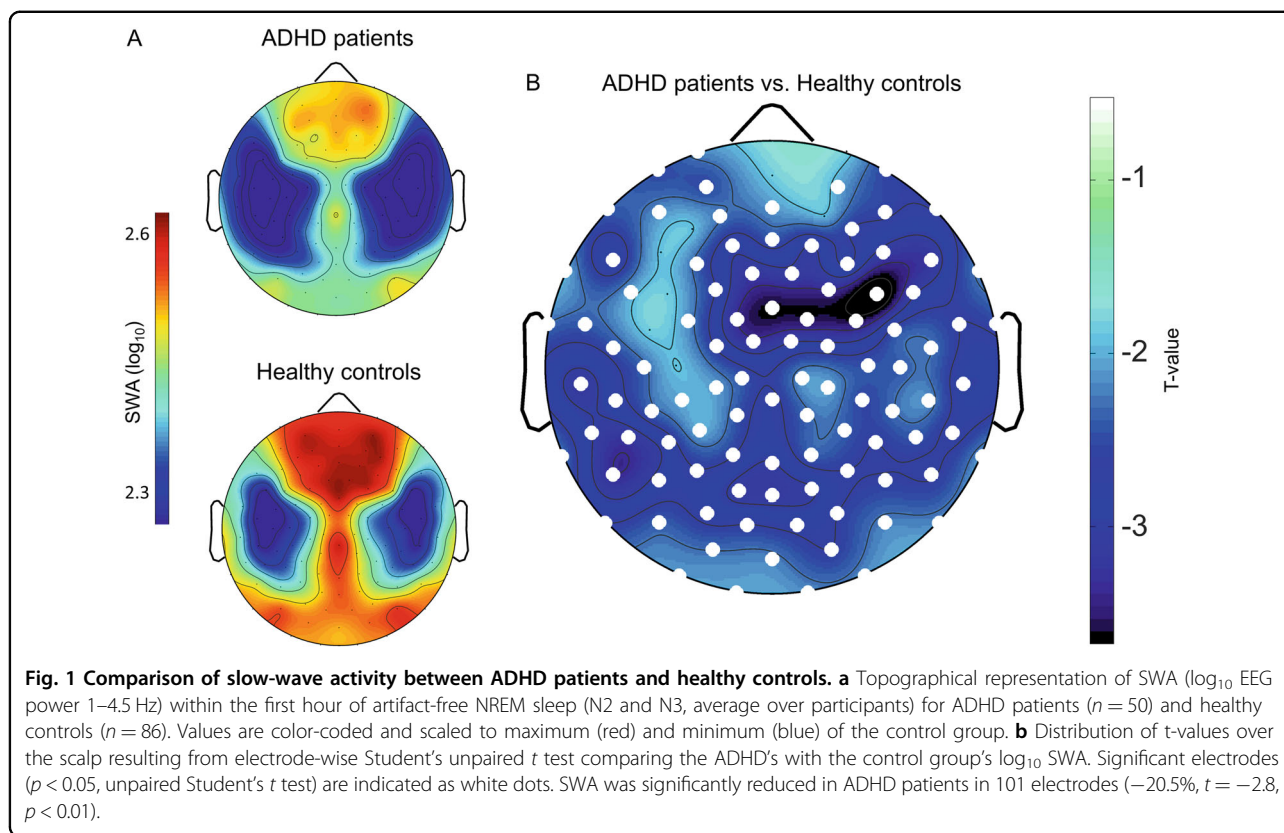 A
ADHD patients
B
ADHD patients vs. Healthy controls
2.6
SWA (log10)
2.3
Healthy controls
-1
-2
-3
T-value
Fig. 1 Comparison of slow-wave activity between ADHD patients and healthy controls. a Topographical representation of SWA (log10 EEG
power 1–4.5 Hz) within the first hour of artifact-free NREM sleep (N2 and N3, average over participants) for ADHD patients (n = 50) and healthy
controls (n = 86). Values are color-coded and scaled to maximum (red) and minimum (blue) of the control group. b Distribution of t-values over
the scalp resulting from electrode-wise Student’s unpaired t test comparing the ADHD’s with the control group’s log10 SWA. Significant electrodes
(p < 0.05, unpaired Student’s t test) are indicated as white dots. SWA was significantly reduced in ADHD patients in 101 electrodes (−20.5%, t = −2.8,
p < 0.01).